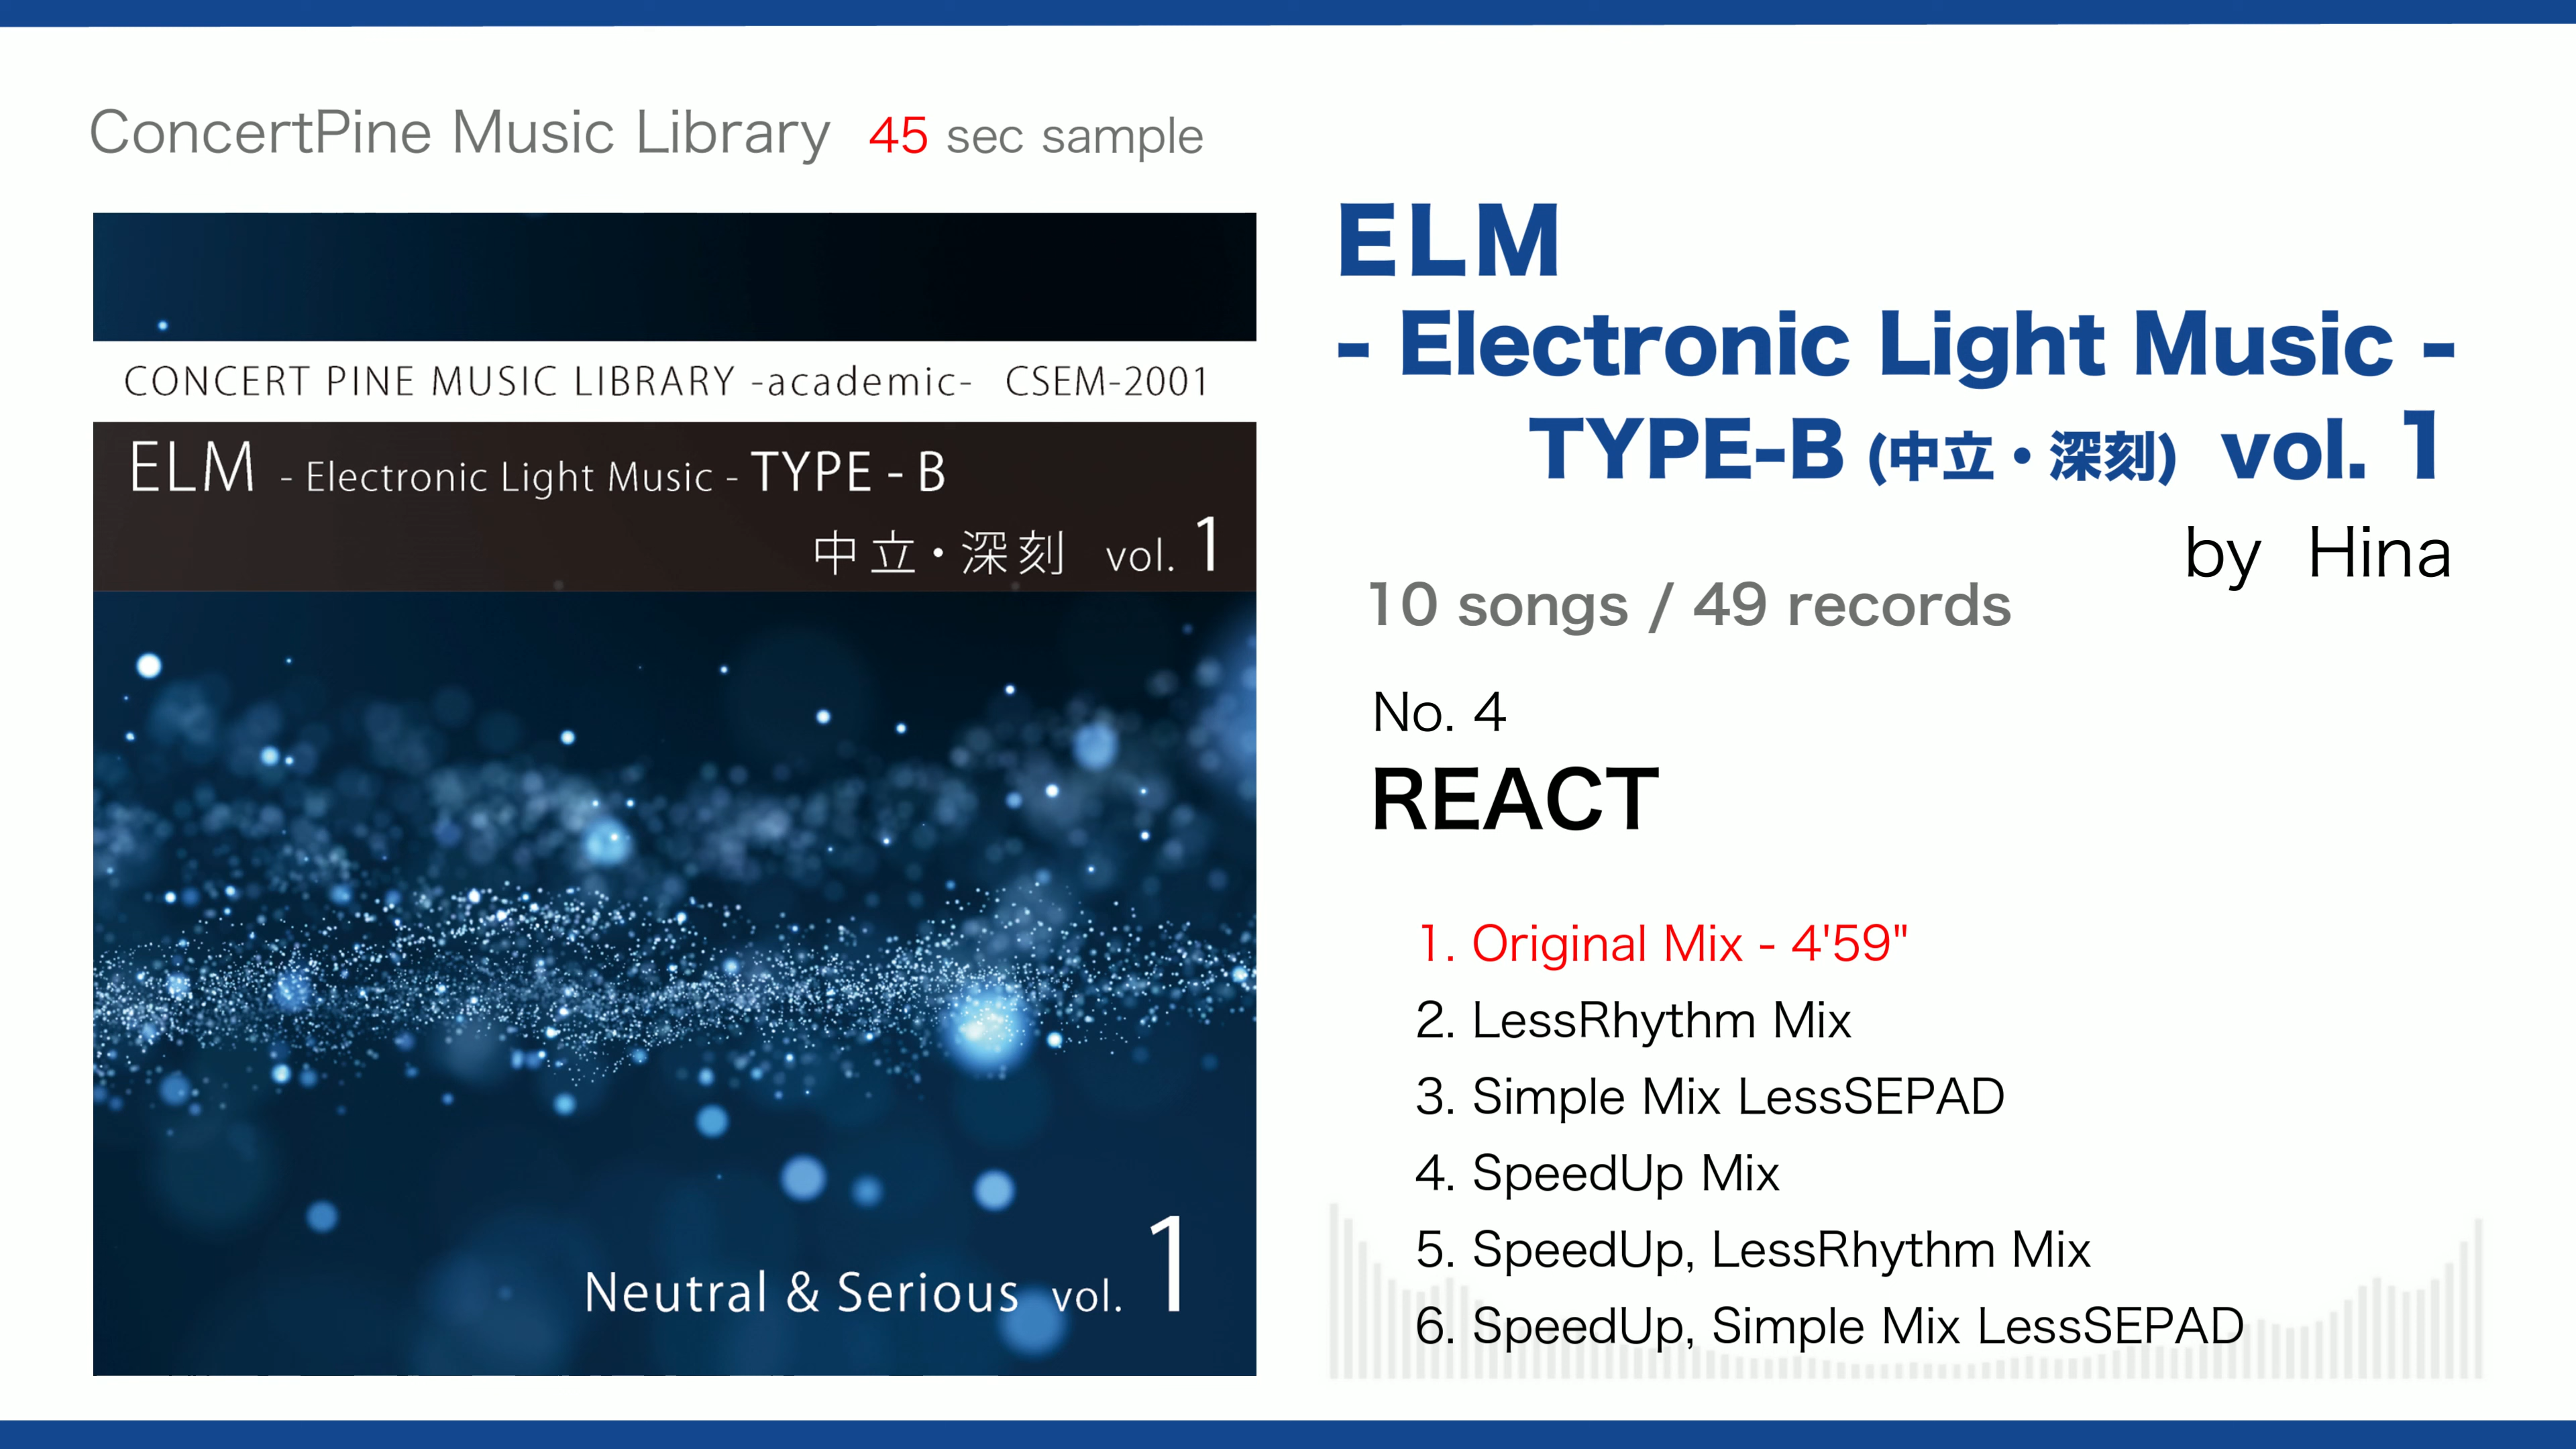 ConcertPine Music Library 45 sec sample
CONCERT PINE MUSIC LIBRARY -academic- CSEM-2001
ELM - Electronic Light Music - TYPE - B
中立・深刻 vol. 1
Neutral & Serious vol. 1
ELM
- Electronic Light Music -
TYPE-B (中立・深刻) vol. 1
by Hina
10 songs / 49 records
No. 4
REACT
1. Original Mix - 4'59"
2. LessRhythm Mix
3. Simple Mix LessSEPAD
4. SpeedUp Mix
5. SpeedUp, LessRhythm Mix
6. SpeedUp, Simple Mix LessSEPAD